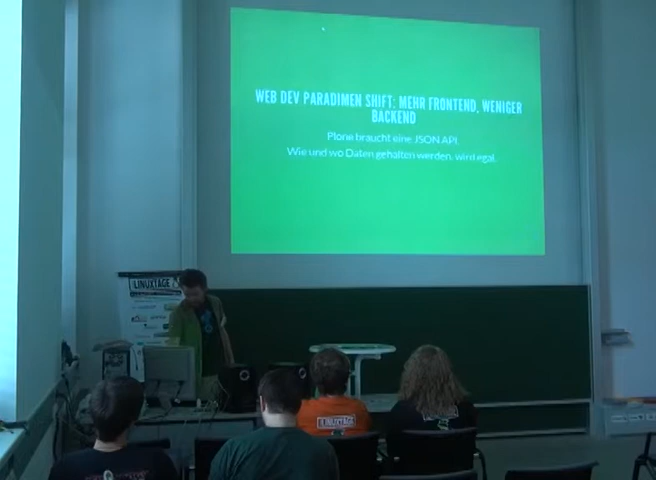 WEB DEV PARADIMEN SHIFT: MEHR FRONTEND, WENIGER
BACKEND
Plone braucht eine JSON API.
Wie und wo Daten gehalten werden, wird egal.
LINUXTAGE
LINUXTAGE